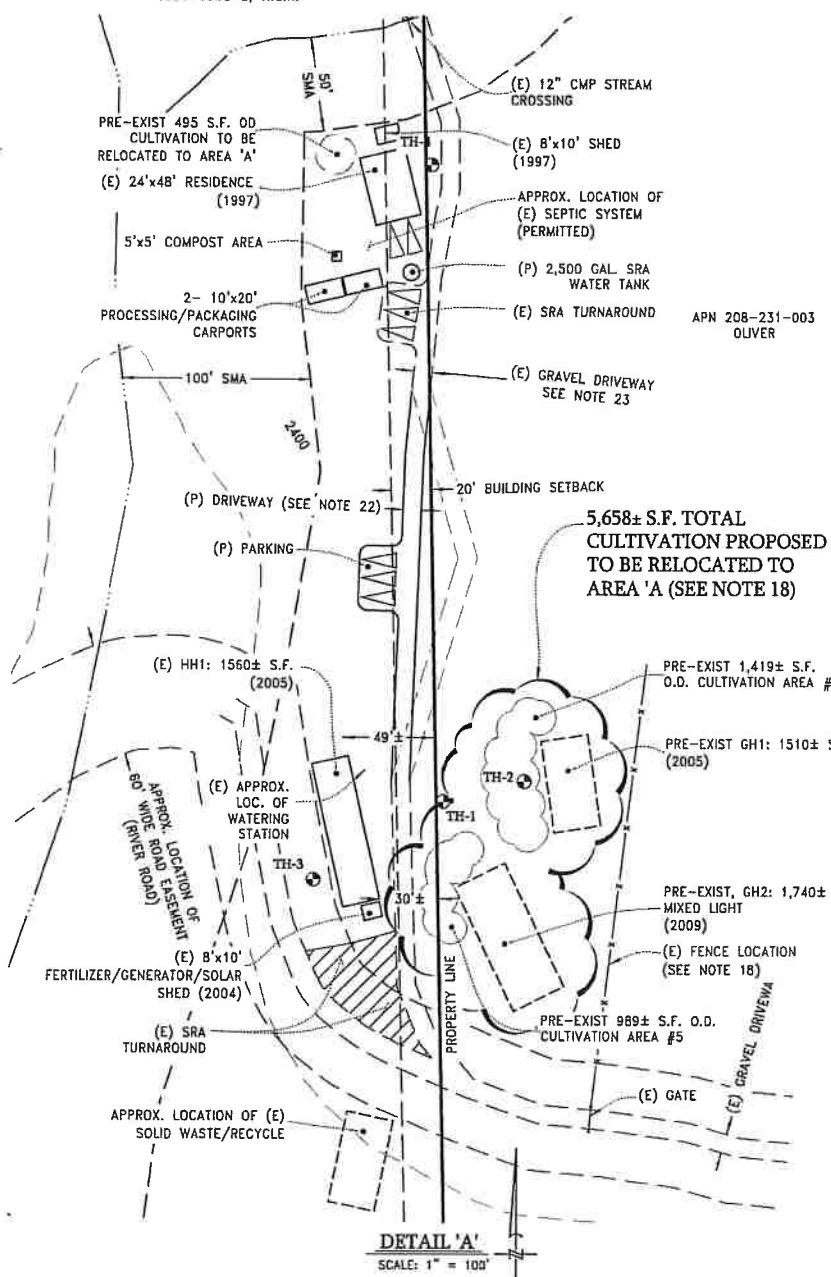 (E) 12" CMP STREAM
CROSSING
50'
SMA
PRE-EXIST 495 S.F. OD
CULTIVATION TO BE
RELOCATED TO AREA 'A'
TH-4
(E) 8'x10' SHED
(1997)
(E) 24'x48' RESIDENCE
(1997)
APPROX. LOCATION OF
(E) SEPTIC SYSTEM
(PERMITTED)
5'x5' COMPOST AREA
(P) 2,500 GAL. SRA
WATER TANK
2- 10'x20'
PROCESSING/PACKAGING
CARPORTS
(E) SRA TURNAROUND
APN 208-231-003
OLIVER
100' SMA
(E) GRAVEL DRIVEWAY
SEE NOTE 23
2400
20' BUILDING SETBACK
(P) DRIVEWAY (SEE NOTE 22)
5,658± S.F. TOTAL
CULTIVATION PROPOSED
TO BE RELOCATED TO
AREA 'A (SEE NOTE 18)
(P) PARKING
(E) HH1: 1560± S.F.
(2005)
PRE-EXIST 1,419± S.F.
O.D. CULTIVATION AREA #
49'±
PRE-EXIST GH1: 1510± S
(2005)
TH-2
TH-1
(E) APPROX.
LOC. OF
WATERING
STATION
APPROX. LOCATION OF
60' WIDE ROAD EASEMENT
(RIVER ROAD)
TH-3
30'±
PRE-EXIST, GH2: 1,740±
MIXED LIGHT
(2009)
(E) 8'x10'
FERTILIZER/GENERATOR/SOLAR
SHED (2004)
(E) FENCE LOCATION
(SEE NOTE 18)
PROPERTY LINE
(E) SRA
TURNAROUND
PRE-EXIST 989± S.F. O.D.
CULTIVATION AREA #5
(E) GRAVEL DRIVEWA
(E) GATE
APPROX. LOCATION OF (E)
SOLID WASTE/RECYCLE
DETAIL 'A'
SCALE: 1" = 100'